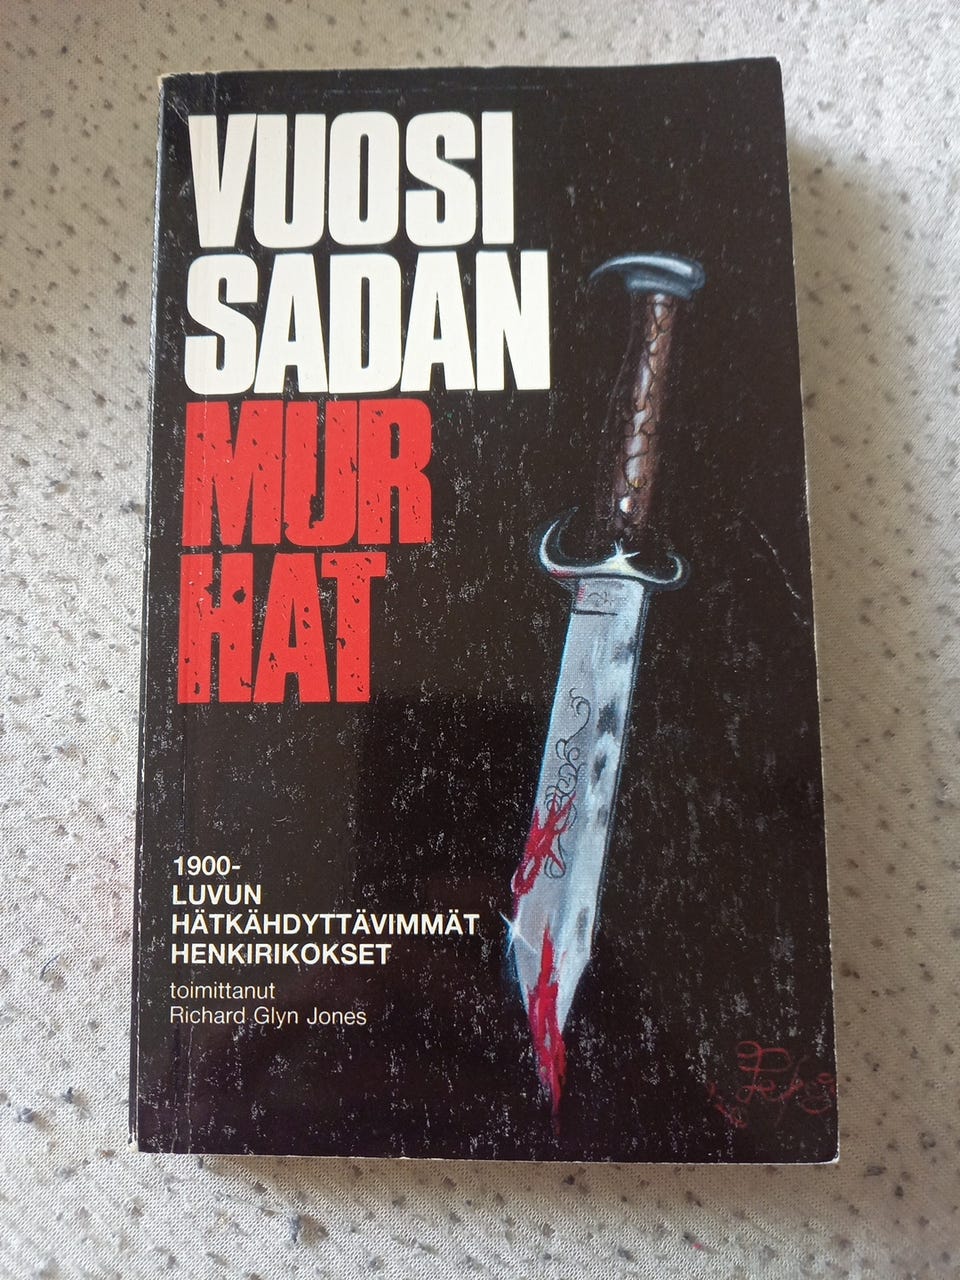 VUOSI
SADAN
MUR
HAT
1900-
LUVUN
HÄTKÄHDYTTÄVIMMÄT
HENKIRIKOKSET
toimittanut
Richard Glyn Jones